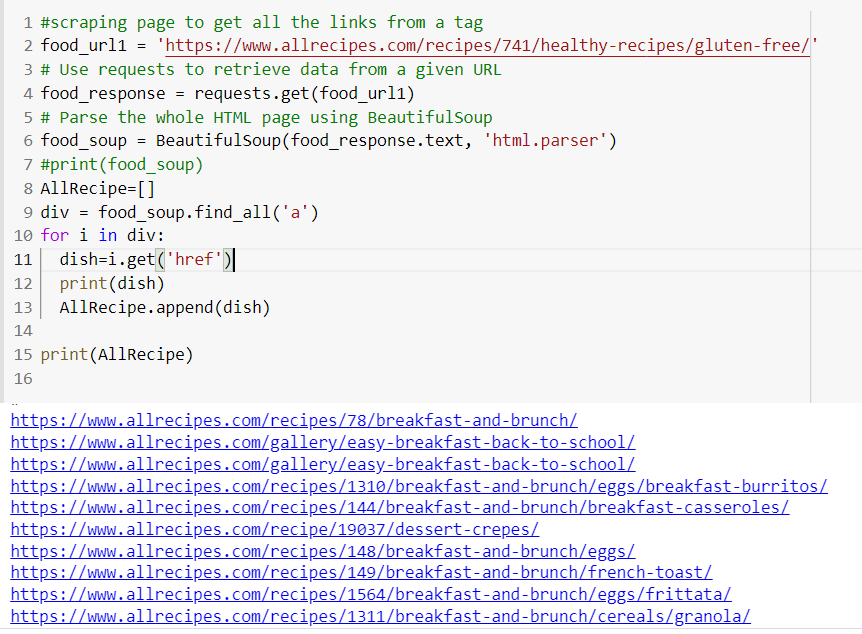 1 #scraping page to get all the links from a tag
2 food_url1 = 'https://www.allrecipes.com/recipes/741/healthy-recipes/gluten-free/'
3 # Use requests to retrieve data from a given URL
4 food_response = requests.get(food_url1)
5 # Parse the whole HTML page using BeautifulSoup
6 food_soup = BeautifulSoup(food_response.text, 'html.parser')
7 #print(food_soup)
8 AllRecipe=[]
9 div = food_soup.find_all('a')
10 for i in div:
11   dish=i.get('href')
12   print(dish)
13   AllRecipe.append(dish)
14
15 print(AllRecipe)
16
https://www.allrecipes.com/recipes/78/breakfast-and-brunch/
https://www.allrecipes.com/gallery/easy-breakfast-back-to-school/
https://www.allrecipes.com/gallery/easy-breakfast-back-to-school/
https://www.allrecipes.com/recipes/1310/breakfast-and-brunch/eggs/breakfast-burritos/
https://www.allrecipes.com/recipes/144/breakfast-and-brunch/breakfast-casseroles/
https://www.allrecipes.com/recipe/19037/dessert-crepes/
https://www.allrecipes.com/recipes/148/breakfast-and-brunch/eggs/
https://www.allrecipes.com/recipes/149/breakfast-and-brunch/french-toast/
https://www.allrecipes.com/recipes/1564/breakfast-and-brunch/eggs/frittata/
https://www.allrecipes.com/recipes/1311/breakfast-and-brunch/cereals/granola/